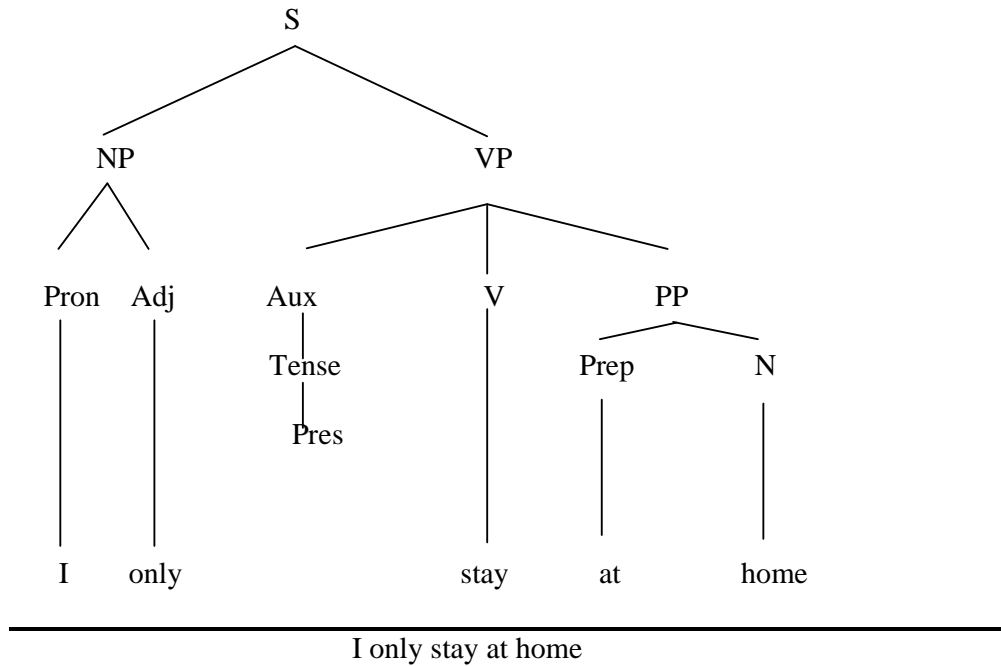 S
NP VP
Pron Adj Aux V PP
Tense Prep N
Pres
I only stay at home
I only stay at home